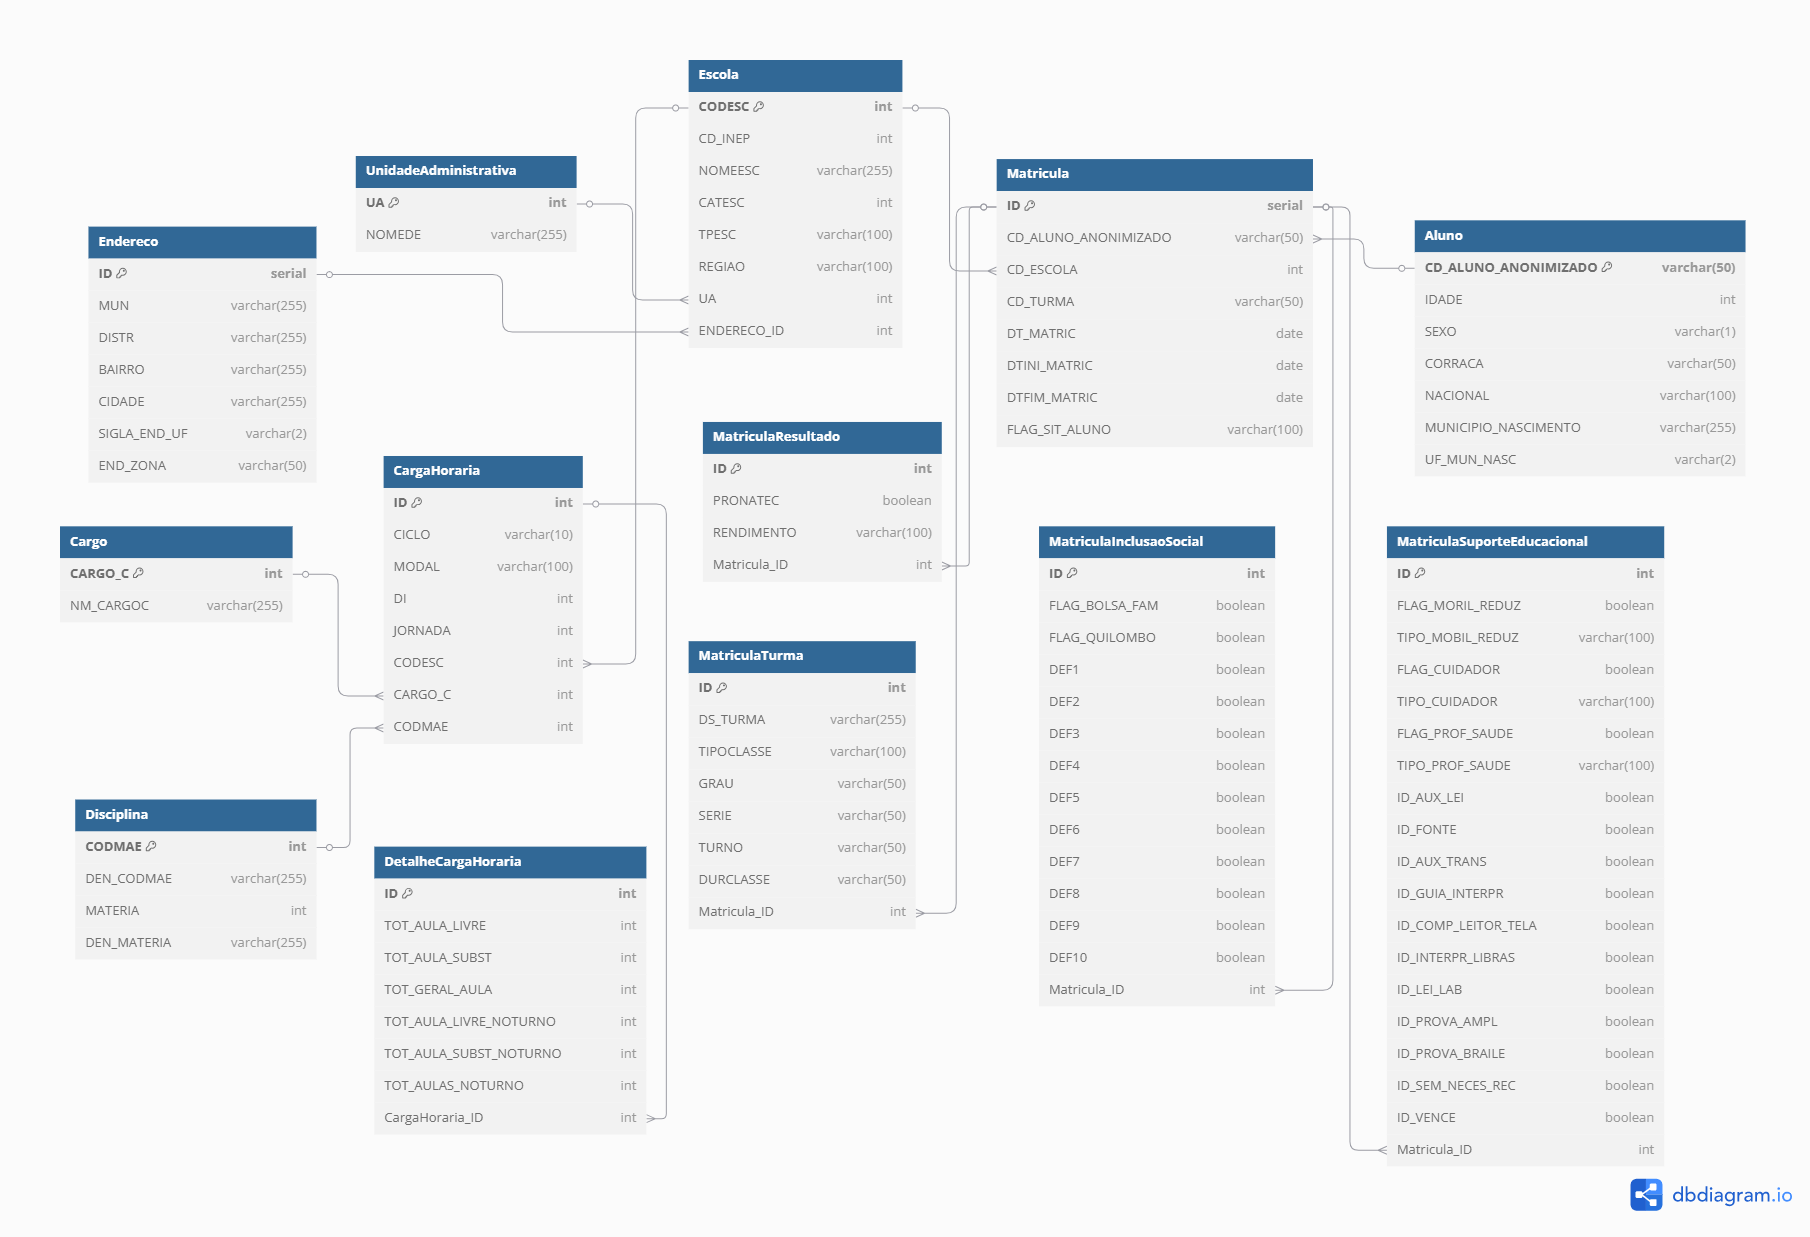 Escola
CODESC int
CD_INEP int
NOMEESC varchar(255)
CATESC int
TPESC varchar(100)
REGIAO varchar(100)
UA int
ENDERECO_ID int
UnidadeAdministrativa
UA int
NOMEDE varchar(255)
Endereco
ID serial
MUN varchar(255)
DISTR varchar(255)
BAIRRO varchar(255)
CIDADE varchar(255)
SIGLA_END_UF varchar(2)
END_ZONA varchar(50)
Matricula
ID serial
CD_ALUNO_ANONIMIZADO varchar(50)
CD_ESCOLA int
CD_TURMA varchar(50)
DT_MATRIC date
DTINI_MATRIC date
DTFIM_MATRIC date
FLAG_SIT_ALUNO varchar(100)
Aluno
CD_ALUNO_ANONIMIZADO varchar(50)
IDADE int
SEXO varchar(1)
CORRACA varchar(50)
NACIONAL varchar(100)
MUNICIPIO_NASCIMENTO varchar(255)
UF_MUN_NASC varchar(2)
MatriculaResultado
ID int
PRONATEC boolean
RENDIMENTO varchar(100)
Matricula_ID int
CargaHoraria
ID int
CICLO varchar(10)
MODAL varchar(100)
DI int
JORNADA int
CODESC int
CARGO_C int
CODMAE int
Cargo
CARGO_C int
NM_CARGOC varchar(255)
MatriculaInclusaoSocial
ID int
FLAG_BOLSA_FAM boolean
FLAG_QUILOMBO boolean
DEF1 boolean
DEF2 boolean
DEF3 boolean
DEF4 boolean
DEF5 boolean
DEF6 boolean
DEF7 boolean
DEF8 boolean
DEF9 boolean
DEF10 boolean
Matricula_ID int
MatriculaSuporteEducacional
ID int
FLAG_MORIL_REDUZ boolean
TIPO_MOBIL_REDUZ varchar(100)
FLAG_CUIDADOR boolean
TIPO_CUIDADOR varchar(100)
FLAG_PROF_SAUDE boolean
TIPO_PROF_SAUDE varchar(100)
ID_AUX_LEI boolean
ID_FONTE boolean
ID_AUX_TRANS boolean
ID_GUIA_INTERPR boolean
ID_COMP_LEITOR_TELA boolean
ID_INTERPR_LIBRAS boolean
ID_LEI_LAB boolean
ID_PROVA_AMPL boolean
ID_PROVA_BRAILE boolean
ID_SEM_NECES_REC boolean
ID_VENCE boolean
Matricula_ID int
MatriculaTurma
ID int
DS_TURMA varchar(255)
TIPOCLASSE varchar(100)
GRAU varchar(50)
SERIE varchar(50)
TURNO varchar(50)
DURCLASSE varchar(50)
Matricula_ID int
Disciplina
CODMAE int
DEN_CODMAE varchar(255)
MATERIA int
DEN_MATERIA varchar(255)
DetalheCargaHoraria
ID int
TOT_AULA_LIVRE int
TOT_AULA_SUBST int
TOT_GERAL_AULA int
TOT_AULA_LIVRE_NOTURNO int
TOT_AULA_SUBST_NOTURNO int
TOT_AULAS_NOTURNO int
CargaHoraria_ID int
dbdiagram.io